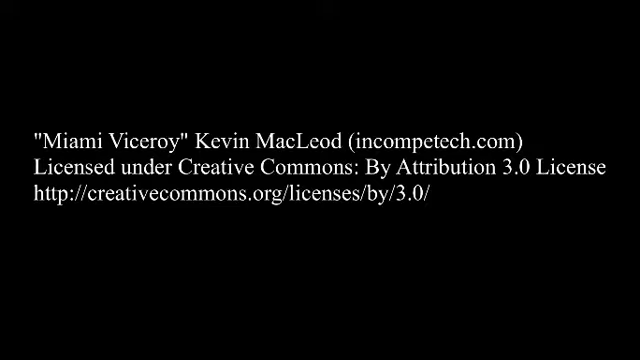 "Miami Viceroy" Kevin MacLeod (incompetech.com)
Licensed under Creative Commons: By Attribution 3.0 License
http://creativecommons.org/licenses/by/3.0/